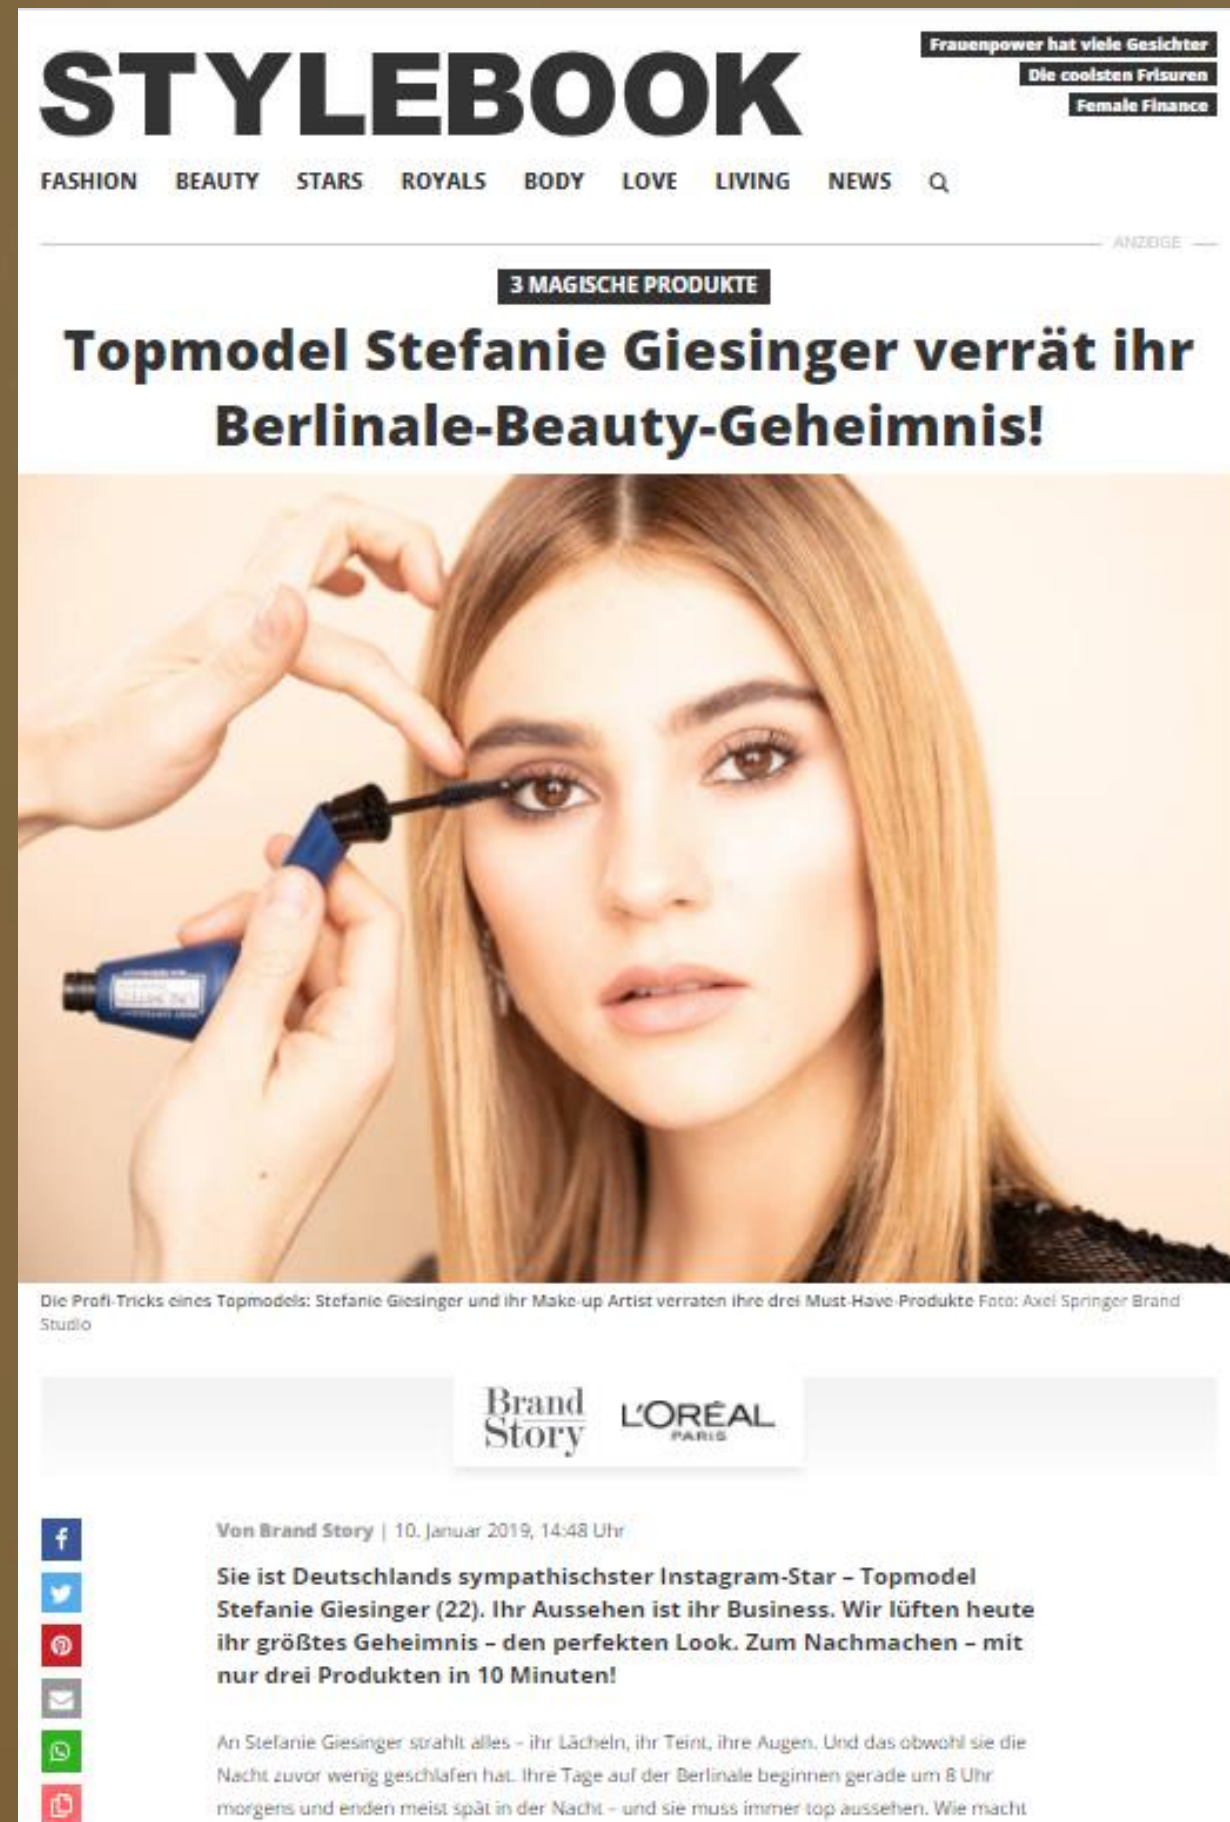 STYLEBOOK
Frauenpower hat viele Gesichter
Die coolsten Frisuren
Female Finance
FASHION BEAUTY STARS ROYALS BODY LOVE LIVING NEWS
ANZEIGE
3 MAGISCHE PRODUKTE
Topmodel Stefanie Giesinger verrät ihr
Berlinale-Beauty-Geheimnis!
Die Profi-Tricks eines Topmodels: Stefanie Giesinger und ihr Make-up Artist verraten ihre drei Must-Have-Produkte Foto: Axel Springer Brand
Studio
Brand
Story
L'ORÉAL
PARIS
Von Brand Story | 10. Januar 2019, 14:48 Uhr
Sie ist Deutschlands sympathischster Instagram-Star – Topmodel
Stefanie Giesinger (22). Ihr Aussehen ist ihr Business. Wir lüften heute
ihr größtes Geheimnis – den perfekten Look. Zum Nachmachen – mit
nur drei Produkten in 10 Minuten!
An Stefanie Giesinger strahlt alles – ihr Lächeln, ihr Teint, ihre Augen. Und das obwohl sie die
Nacht zuvor wenig geschlafen hat. Ihre Tage auf der Berlinale beginnen gerade um 8 Uhr
morgens und enden meist spät in der Nacht – und sie muss immer top aussehen. Wie macht